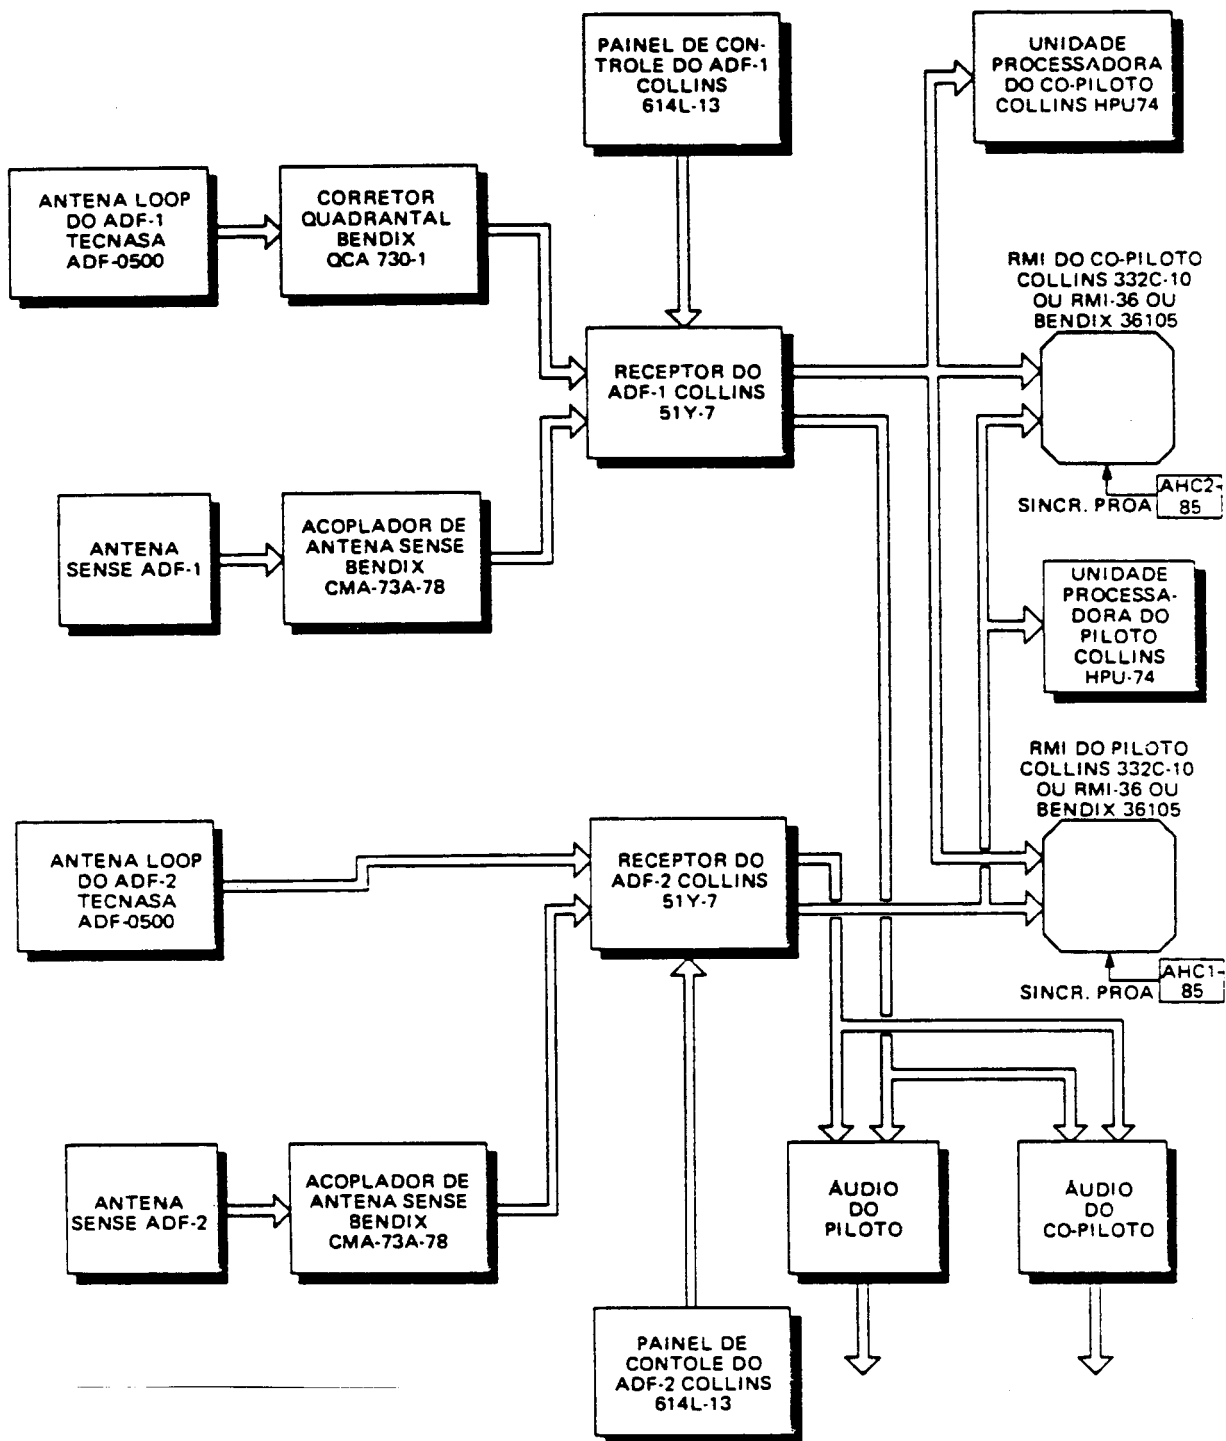 PAINEL DE CON-
TROLE DO ADF-1
COLLINS
614L-13
UNIDADE
PROCESSADORA
DO CO-PILOTO
COLLINS HPU74
ANTENA LOOP
DO ADF-1
TECNASA
ADF-0500
CORRETOR
QUADRANTAL
BENDIX
QCA 730-1
RMI DO CO-PILOTO
COLLINS 332C-10
OU RMI-36 OU
BENDIX 36105
RECEPTOR DO
ADF-1 COLLINS
51Y-7
SINCR. PROA
AHC2-
85
ANTENA
SENSE ADF-1
ACOPLADOR DE
ANTENA SENSE
BENDIX
CMA-73A-78
UNIDADE
PROCESSA-
DORA DO
PILOTO
COLLINS
HPU-74
RMI DO PILOTO
COLLINS 332C-10
OU RMI-36 OU
BENDIX 36105
ANTENA LOOP
DO ADF-2
TECNASA
ADF-0500
RECEPTOR DO
ADF-2 COLLINS
51Y-7
SINCR. PROA
AHC1-
85
ANTENA
SENSE ADF-2
ACOPLADOR DE
ANTENA SENSE
BENDIX
CMA-73A-78
ÁUDIO
DO
PILOTO
ÁUDIO
DO
CO-PILOTO
PAINEL DE
CONTOLE DO
ADF-2 COLLINS
614L-13